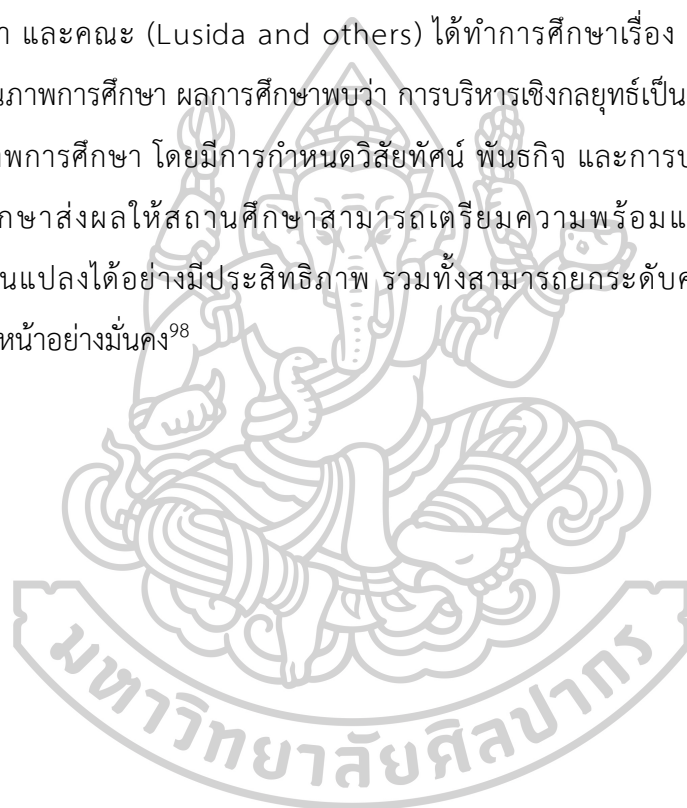 า และคณะ (Lusida and others) ได้ทำการศึกษาเรื่อง
นภาพการศึกษา ผลการศึกษาพบว่า การบริหารเชิงกลยุทธ์เป็น
าพการศึกษา โดยมีการกำหนดวิสัยทัศน์ พันธกิจ และการบ
กษาส่งผลให้สถานศึกษาสามารถเตรียมความพร้อมแ
นแปลงได้อย่างมีประสิทธิภาพ รวมทั้งสามารถยกระดับค
หน้าอย่างมั่นคง98
มหาวิทยาลัยศิลปากร